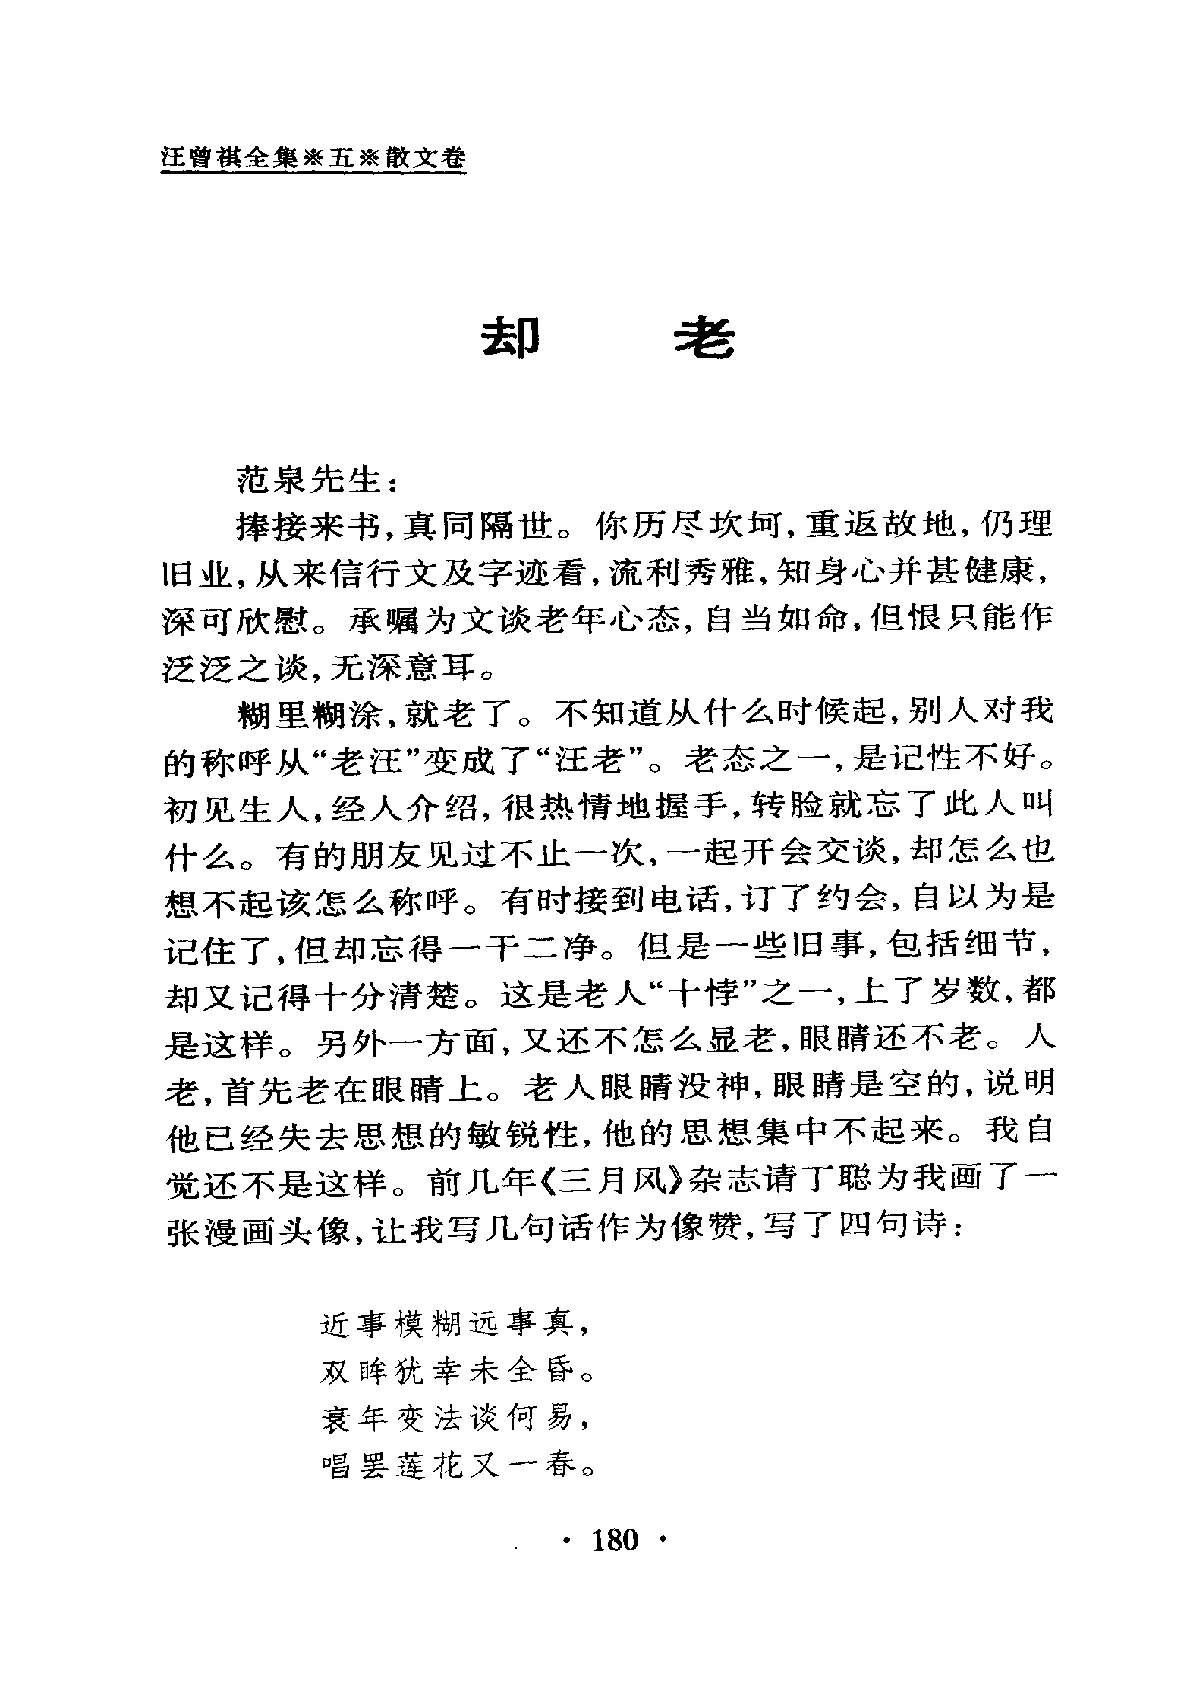 汪曾祺全集※五※散文卷
却 老
范泉先生：
捧接来书，真同隔世。你历尽坎坷，重返故地，仍理
旧业，从来信行文及字迹看，流利秀雅，知身心并甚健康，
深可欣慰。承嘱为文谈老年心态，自当如命，但恨只能作
泛泛之谈，无深意耳。
糊里糊涂，就老了。不知道从什么时候起，别人对我
的称呼从“老汪”变成了“汪老”。老态之一，是记性不好。
初见生人，经人介绍，很热情地握手，转脸就忘了此人叫
什么。有的朋友见过不止一次，一起开会交谈，却怎么也
想不起该怎么称呼。有时接到电话，订了约会，自以为是
记住了，但却忘得一干二净。但是一些旧事，包括细节，
却又记得十分清楚。这是老人“十悖”之一，上了岁数，都
是这样。另外一方面，又还不怎么显老，眼睛还不老。人
老，首先老在眼睛上。老人眼睛没神，眼睛是空的，说明
他已经失去思想的敏锐性，他的思想集中不起来。我自
觉还不是这样。前几年《三月风》杂志请丁聪为我画了一
张漫画头像，让我写几句话作为像赞，写了四句诗：
近事模糊远事真，
双眸犹幸未全昏。
衰年变法谈何易，
唱罢莲花又一春。
· 180 ·